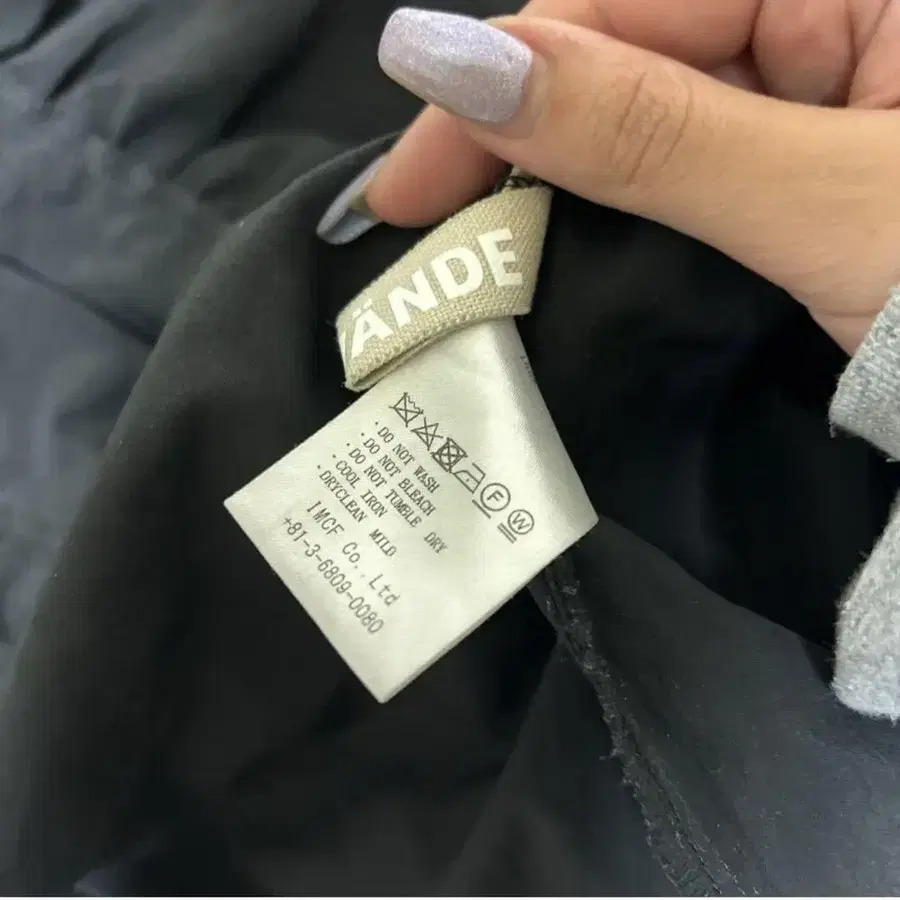 ÄNDE
F W
· DO NOT WASH
· DO NOT BLEACH
· DO NOT TUMBLE DRY
· COOL IRON
· DRYCLEAN MILD
IMCF Co., Ltd
+81-3-6809-0080